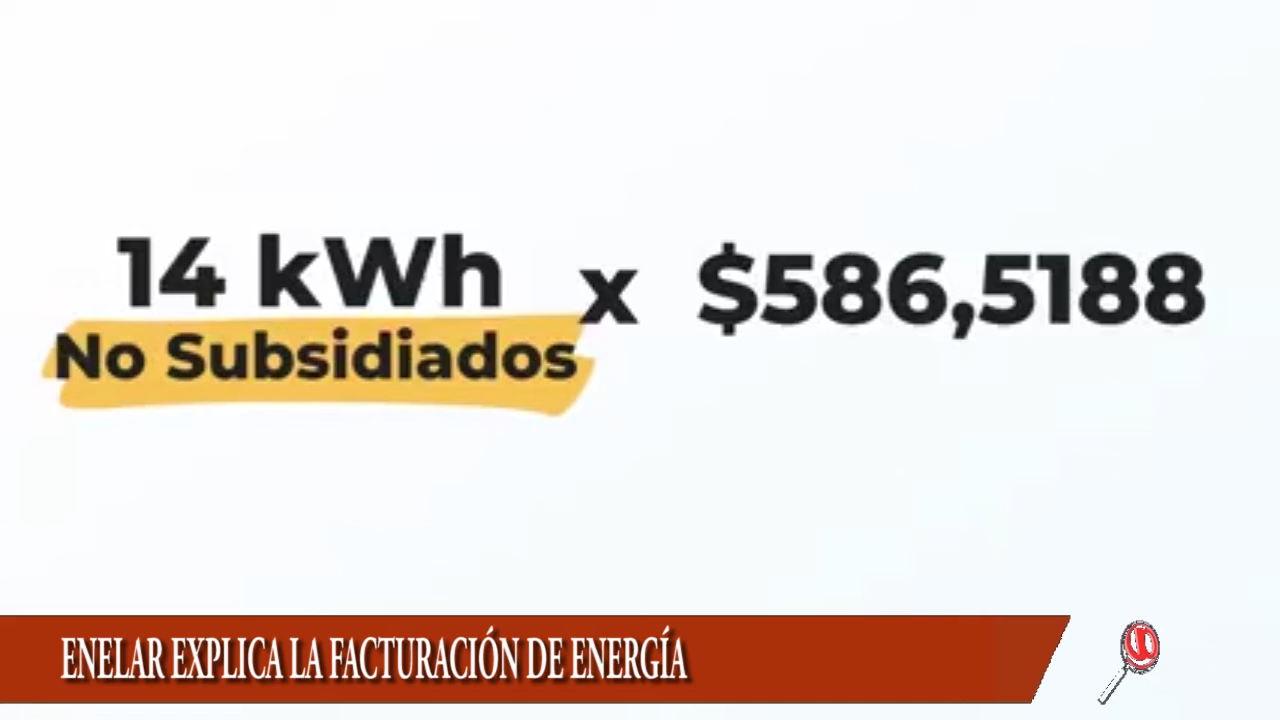 14 kWh x $586,5188
No Subsidiados
ENELAR EXPLICA LA FACTURACIÓN DE ENERGÍA